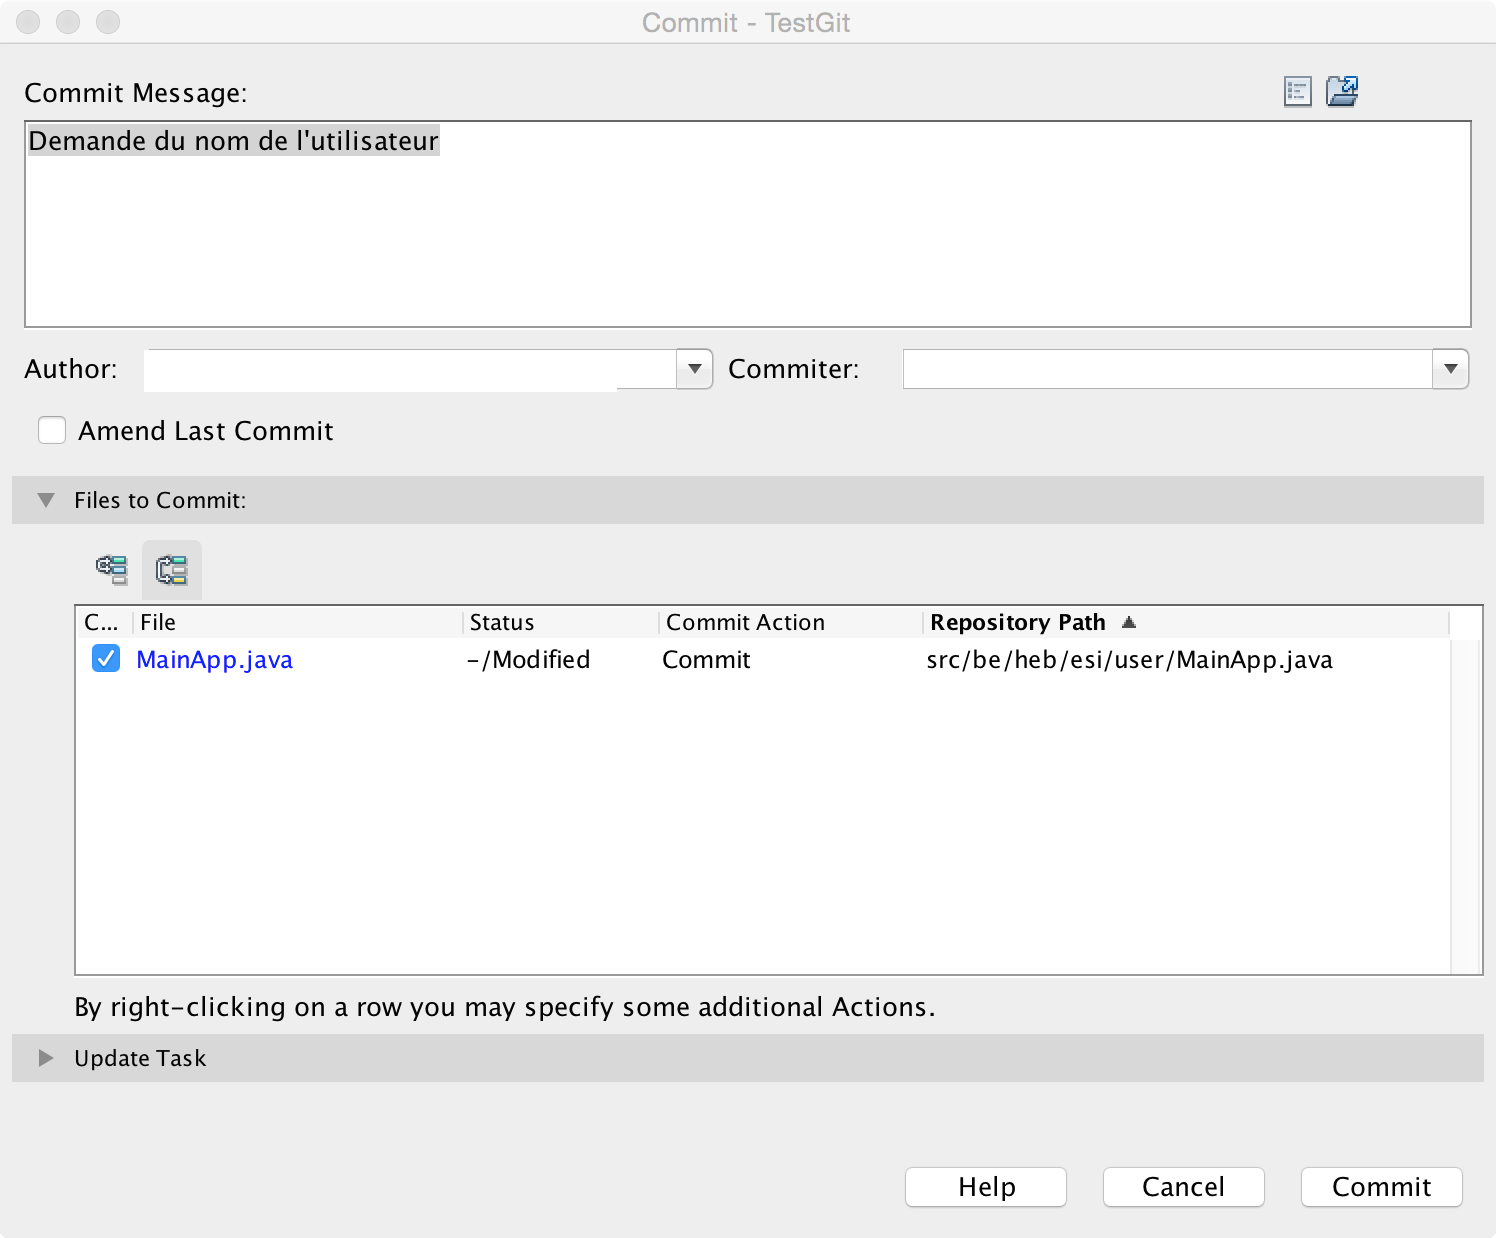 Commit - TestGit
Commit Message:
Demande du nom de l'utilisateur
Author: Commiter:
Amend Last Commit
Files to Commit:
C... File Status Commit Action Repository Path
MainApp.java -/Modified Commit src/be/heb/esi/user/MainApp.java
By right-clicking on a row you may specify some additional Actions.
Update Task
Help Cancel Commit